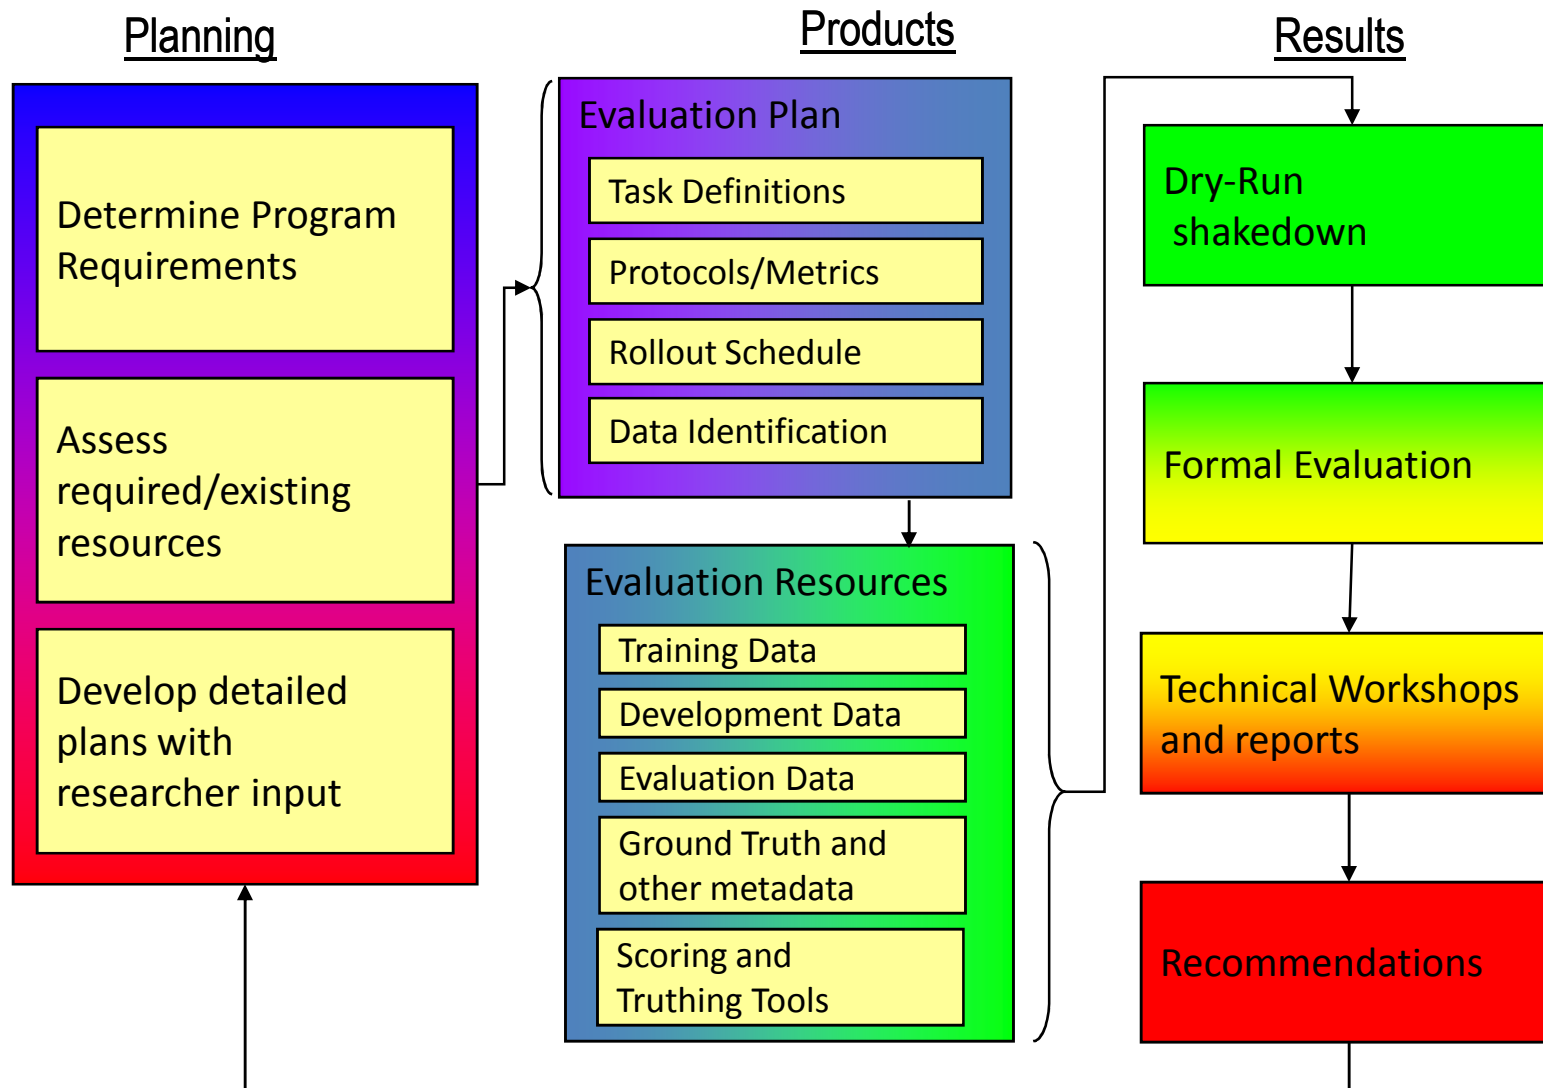 Planning
Determine Program
Requirements
Assess
required/existing
resources
Develop detailed
plans with
researcher input
Products
Evaluation Plan
Task Definitions
Protocols/Metrics
Rollout Schedule
Data Identification
Evaluation Resources
Training Data
Development Data
Evaluation Data
Ground Truth and
other metadata
Scoring and
Truthing Tools
Results
Dry-Run
shakedown
Formal Evaluation
Technical Workshops
and reports
Recommendations